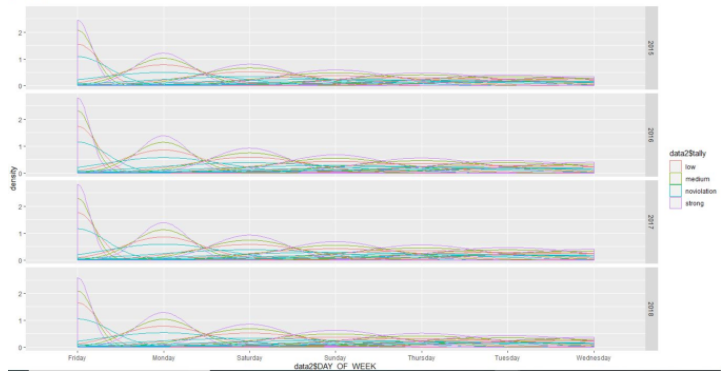 2
1
0
2015
2
1
0
2016
density
2
1
0
2017
2
1
0
2018
data2$tally
low
medium
noviolation
strong
Friday
Monday
Saturday
Sunday
Thursday
Tuesday
Wednesday
data2$DAY_OF_WEEK